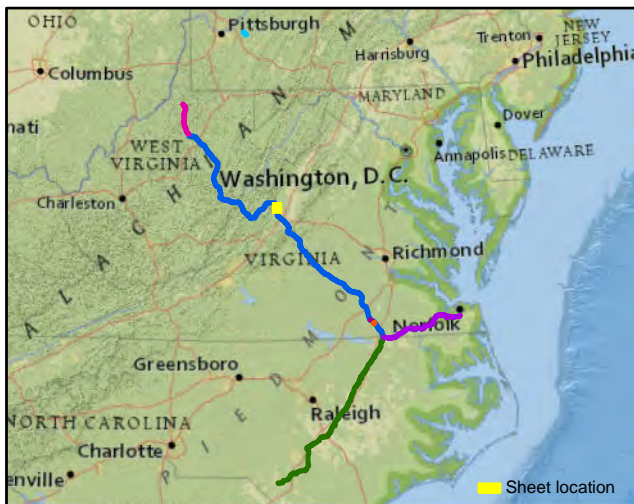 OHIO
Pittsburgh
Trenton
NEW
JERSEY
Harrisburg
Philadelphia
Columbus
MARYLAND
Dover
nati
WEST
VIRGINIA
Annapolis
DELAWARE
Washington, D.C.
Charleston
Richmond
VIRGINIA
Norfolk
Greensboro
Raleigh
NORTH CAROLINA
Charlotte
enville
A L A C H I A N M
P I E D M O N T
Sheet location